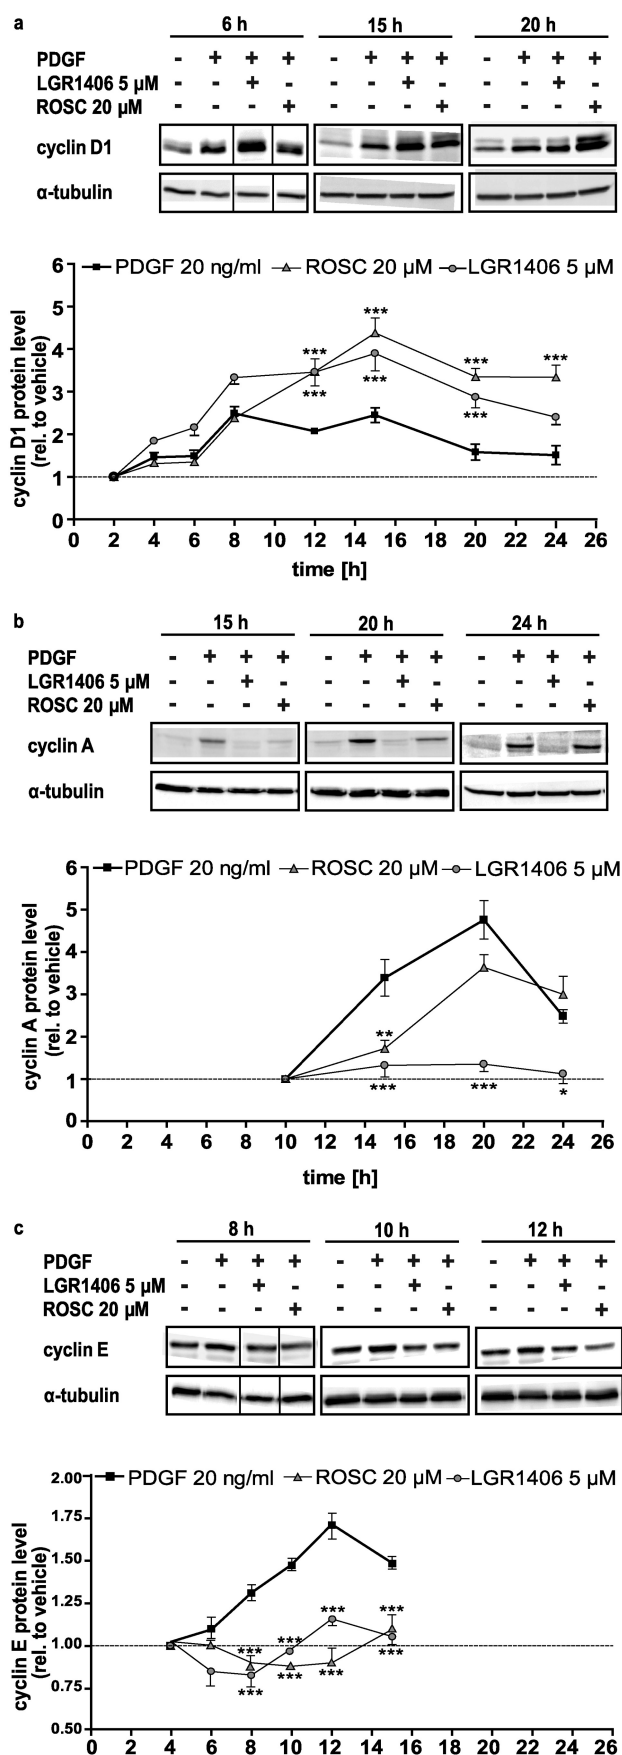 a
6 h 15 h 20 h
PDGF - + + + - + + + - + + +
LGR1406 5 µM - - + - - - + - - - + -
ROSC 20 µM - - - + - - - + - - - +
cyclin D1
α-tubulin
PDGF 20 ng/ml ROSC 20 µM LGR1406 5 µM
cyclin D1 protein level
(rel. to vehicle)
6
5
4
3
2
1
0
*** *** *** *** *** *** ***
0 2 4 6 8 10 12 14 16 18 20 22 24 26
time [h]
b
15 h 20 h 24 h
PDGF - + + + - + + + - + + +
LGR1406 5 µM - - + - - - + - - - + -
ROSC 20 µM - - - + - - - + - - - +
cyclin A
α-tubulin
PDGF 20 ng/ml ROSC 20 µM LGR1406 5 µM
cyclin A protein level
(rel. to vehicle)
6
5
4
3
2
1
0
** *** *** *
0 2 4 6 8 10 12 14 16 18 20 22 24 26
time [h]
c
8 h 10 h 12 h
PDGF - + + + - + + + - + + +
LGR1406 5 µM - - + - - - + - - - + -
ROSC 20 µM - - - + - - - + - - - +
cyclin E
α-tubulin
PDGF 20 ng/ml ROSC 20 µM LGR1406 5 µM
cyclin E protein level
(rel. to vehicle)
2.00
1.75
1.50
1.25
1.00
0.75
0.50
*** *** *** *** *** *** *** ***
0 2 4 6 8 10 12 14 16 18 20 22 24 26